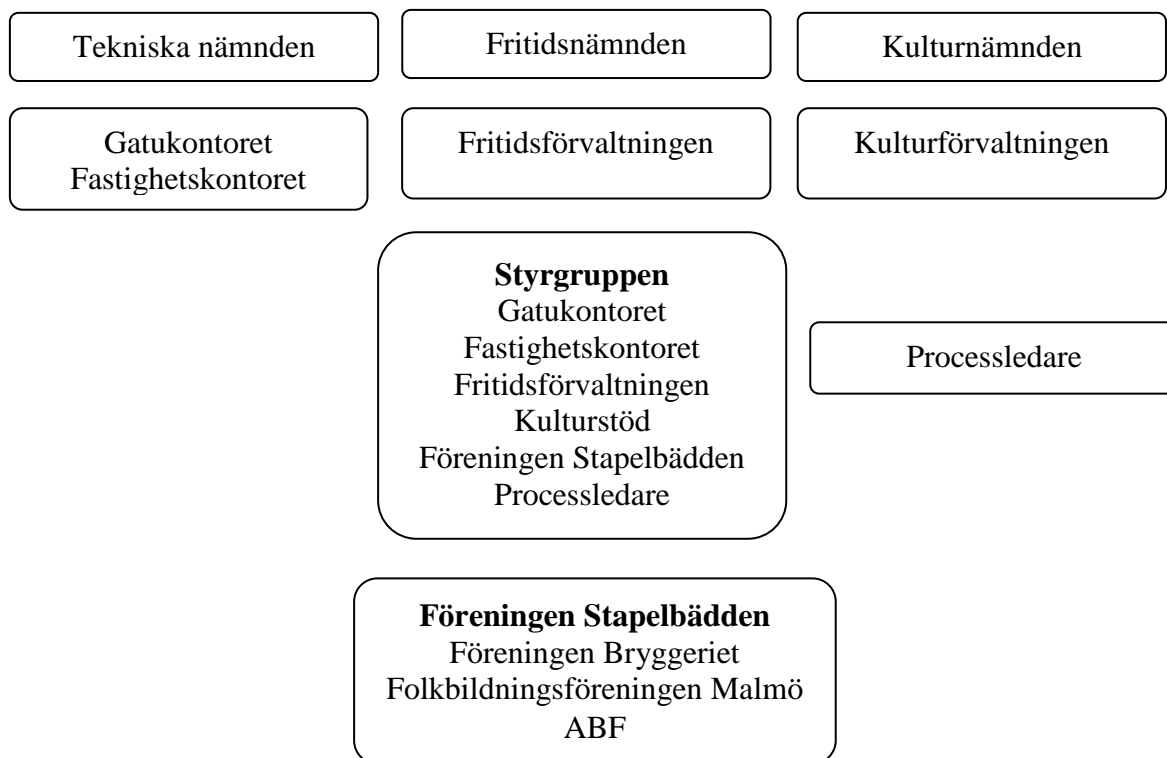 Tekniska nämnden
Fritidsnämnden
Kulturnämnden
Gatukontoret
Fastighetskontoret
Fritidsförvaltningen
Kulturförvaltningen
Styrgruppen
Gatukontoret
Fastighetskontoret
Fritidsförvaltningen
Kulturstöd
Föreningen Stapelbädden
Processledare
Processledare
Föreningen Stapelbädden
Föreningen Bryggeriet
Folkbildningsföreningen Malmö
ABF